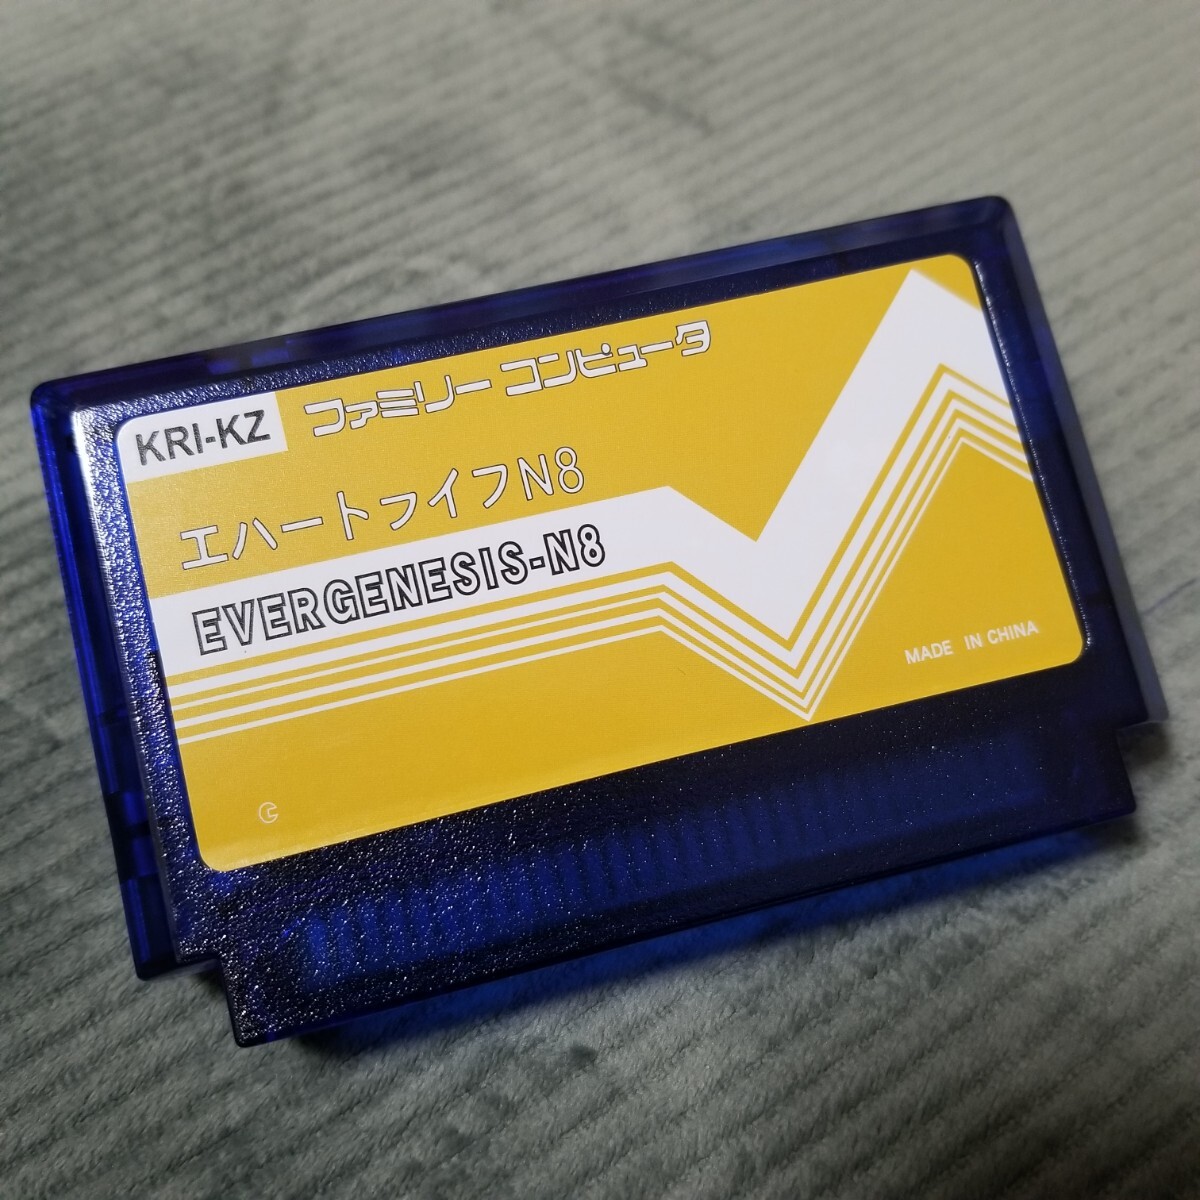 KRI-KZ
ファミリー コンピュータ
エハートフイフN8
EVERGENESIS-N8
MADE IN CHINA
C